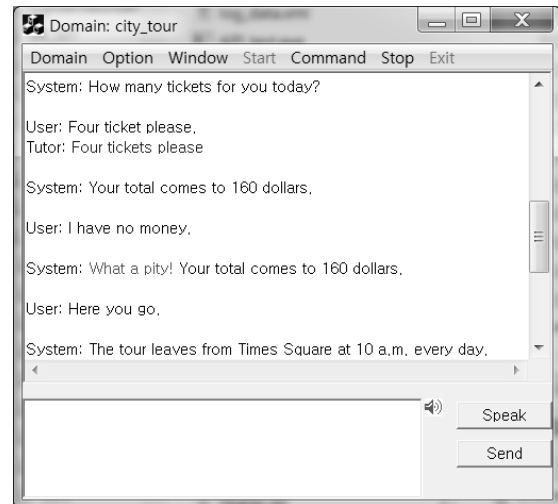 Domain: city_tour
Domain Option Window Start Command Stop Exit
System: How many tickets for you today?
User: Four ticket please,
Tutor: Four tickets please
System: Your total comes to 160 dollars,
User: I have no money,
System: What a pity! Your total comes to 160 dollars,
User: Here you go,
System: The tour leaves from Times Square at 10 a,m, every day,
Speak
Send